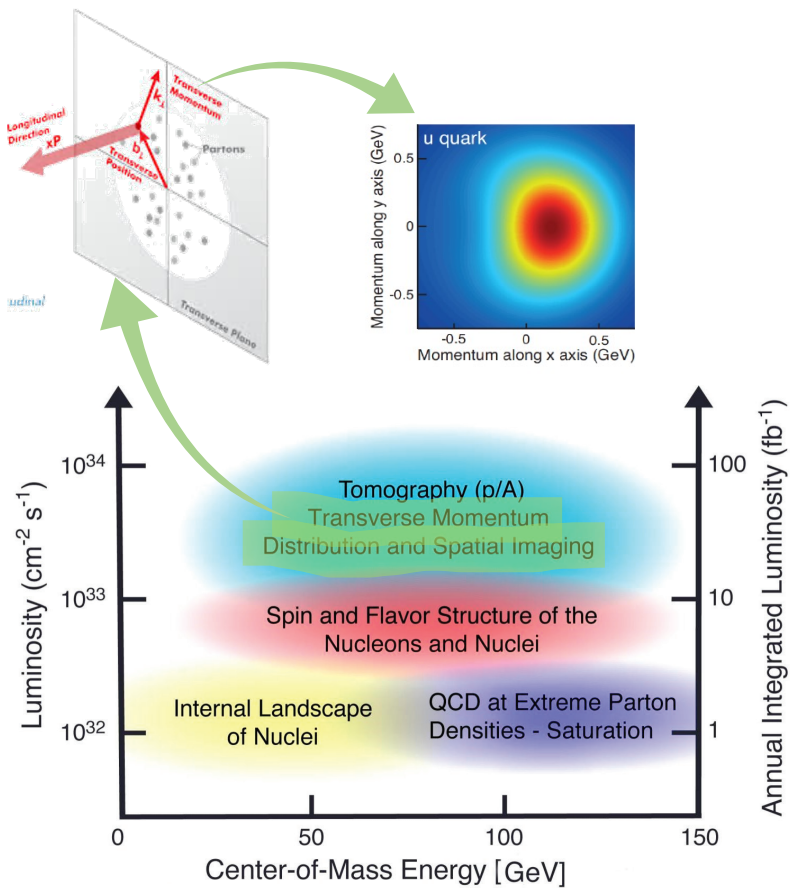 Transverse
Momentum
k⊥
Longitudinal
Direction
xP
b⊥
Transverse
Position
Partons
Transverse Plane
udinal
u quark
Momentum along y axis (GeV)
0.5
0
-0.5
-0.5 0 0.5
Momentum along x axis (GeV)
Luminosity (cm⁻² s⁻¹)
10³⁴
10³³
10³²
Tomography (p/A)
Transverse Momentum
Distribution and Spatial Imaging
Spin and Flavor Structure of the
Nucleons and Nuclei
Internal Landscape
of Nuclei
QCD at Extreme Parton
Densities - Saturation
100
10
1
Annual Integrated Luminosity (fb⁻¹)
0 50 100 150
Center-of-Mass Energy [GeV]